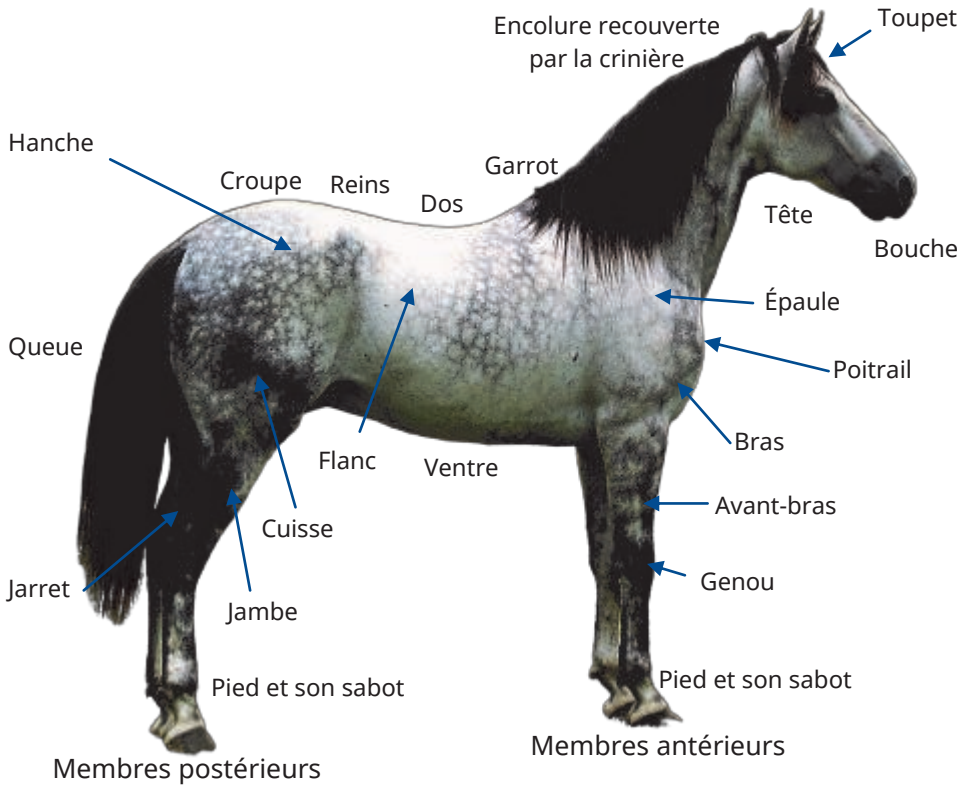 Encolure recouverte
par la crinière
Toupet
Hanche
Croupe
Reins
Dos
Garrot
Tête
Bouche
Épaule
Queue
Poitrail
Bras
Flanc
Ventre
Avant-bras
Cuisse
Genou
Jarret
Jambe
Pied et son sabot
Pied et son sabot
Membres antérieurs
Membres postérieurs